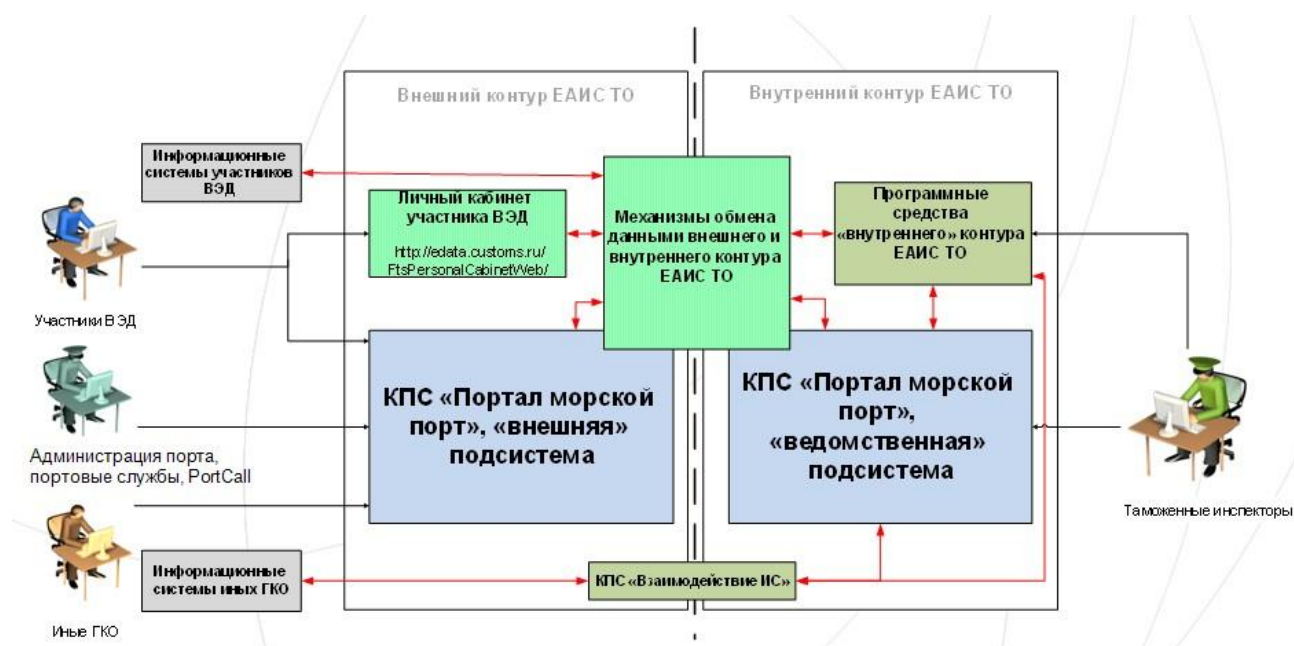 Внешний контур ЕАИС ТО
Внутренний контур ЕАИС ТО
Информационные
системы участников
ВЭД
Личный кабинет
участника ВЭД
http://edata.customs.ru/
FtsPersonalCabinetWeb/
Механизмы обмена
данными внешнего и
внутреннего контура
ЕАИС ТО
Программные
средства
«внутреннего» контура
ЕАИС ТО
Участники ВЭД
КПС «Портал морской
порт», «внешняя»
подсистема
КПС «Портал морской
порт»,
«ведомственная»
подсистема
Администрация порта,
портовые службы, PortCall
Таможенные инспекторы
Информационные
системы иных ГКО
КПС «Взаимодействие ИС»
Иные ГКО